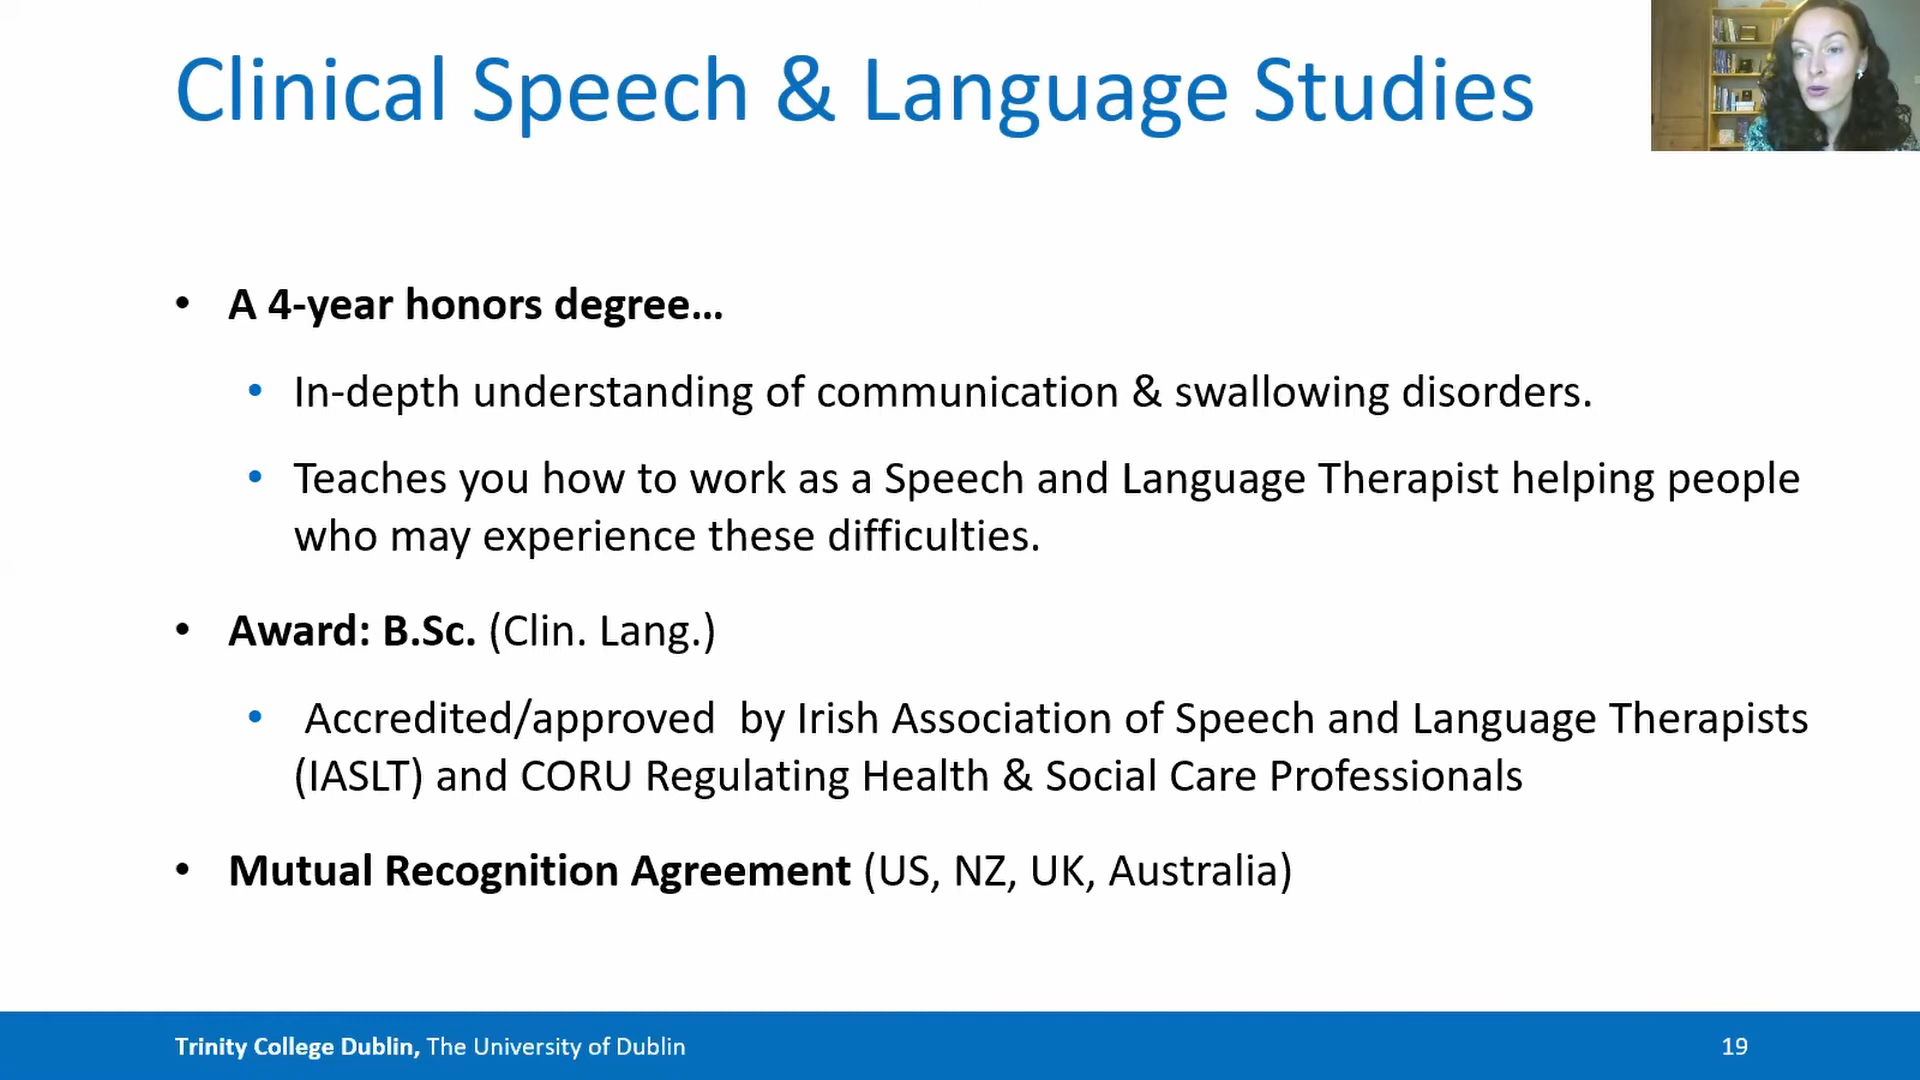 Clinical Speech & Language Studies
• A 4-year honors degree...
• In-depth understanding of communication & swallowing disorders.
• Teaches you how to work as a Speech and Language Therapist helping people
who may experience these difficulties.
• Award: B.Sc. (Clin. Lang.)
• Accredited/approved by Irish Association of Speech and Language Therapists
(IASLT) and CORU Regulating Health & Social Care Professionals
• Mutual Recognition Agreement (US, NZ, UK, Australia)
Trinity College Dublin, The University of Dublin
19